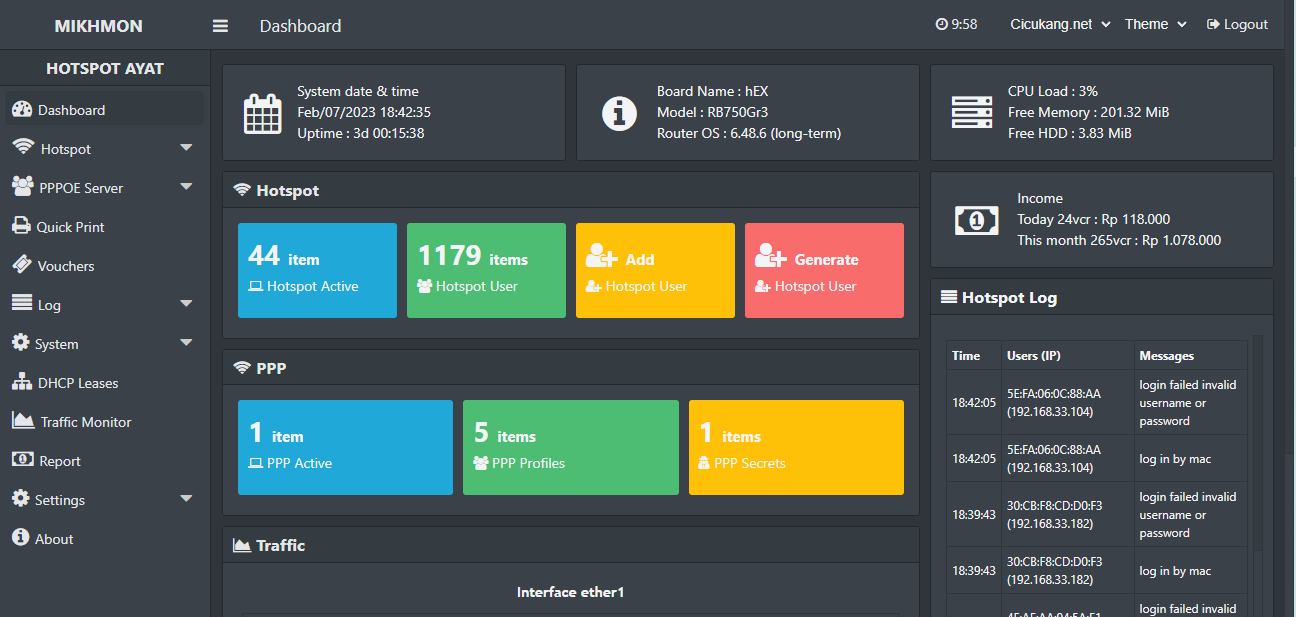 MIKHMON
Dashboard
9:58
Cicukang.net
Theme
Logout
HOTSPOT AYAT
Dashboard
Hotspot
PPPOE Server
Quick Print
Vouchers
Log
System
DHCP Leases
Traffic Monitor
Report
Settings
About
System date & time
Feb/07/2023 18:42:35
Uptime : 3d 00:15:38
Board Name : hEX
Model : RB750Gr3
Router OS : 6.48.6 (long-term)
CPU Load : 3%
Free Memory : 201.32 MiB
Free HDD : 3.83 MiB
Hotspot
44 item
Hotspot Active
1179 items
Hotspot User
Add
Hotspot User
Generate
Hotspot User
PPP
1 item
PPP Active
5 items
PPP Profiles
1 items
PPP Secrets
Traffic
Interface ether1
Income
Today 24vcr : Rp 118.000
This month 265vcr : Rp 1.078.000
Hotspot Log
Time Users (IP) Messages
18:42:05
5E:FA:06:0C:88:AA
(192.168.33.104)
login failed invalid
username or
password
18:42:05
5E:FA:06:0C:88:AA
(192.168.33.104)
log in by mac
18:39:43
30:CB:F8:CD:D0:F3
(192.168.33.182)
login failed invalid
username or
password
18:39:43
30:CB:F8:CD:D0:F3
(192.168.33.182)
log in by mac
login failed invalid